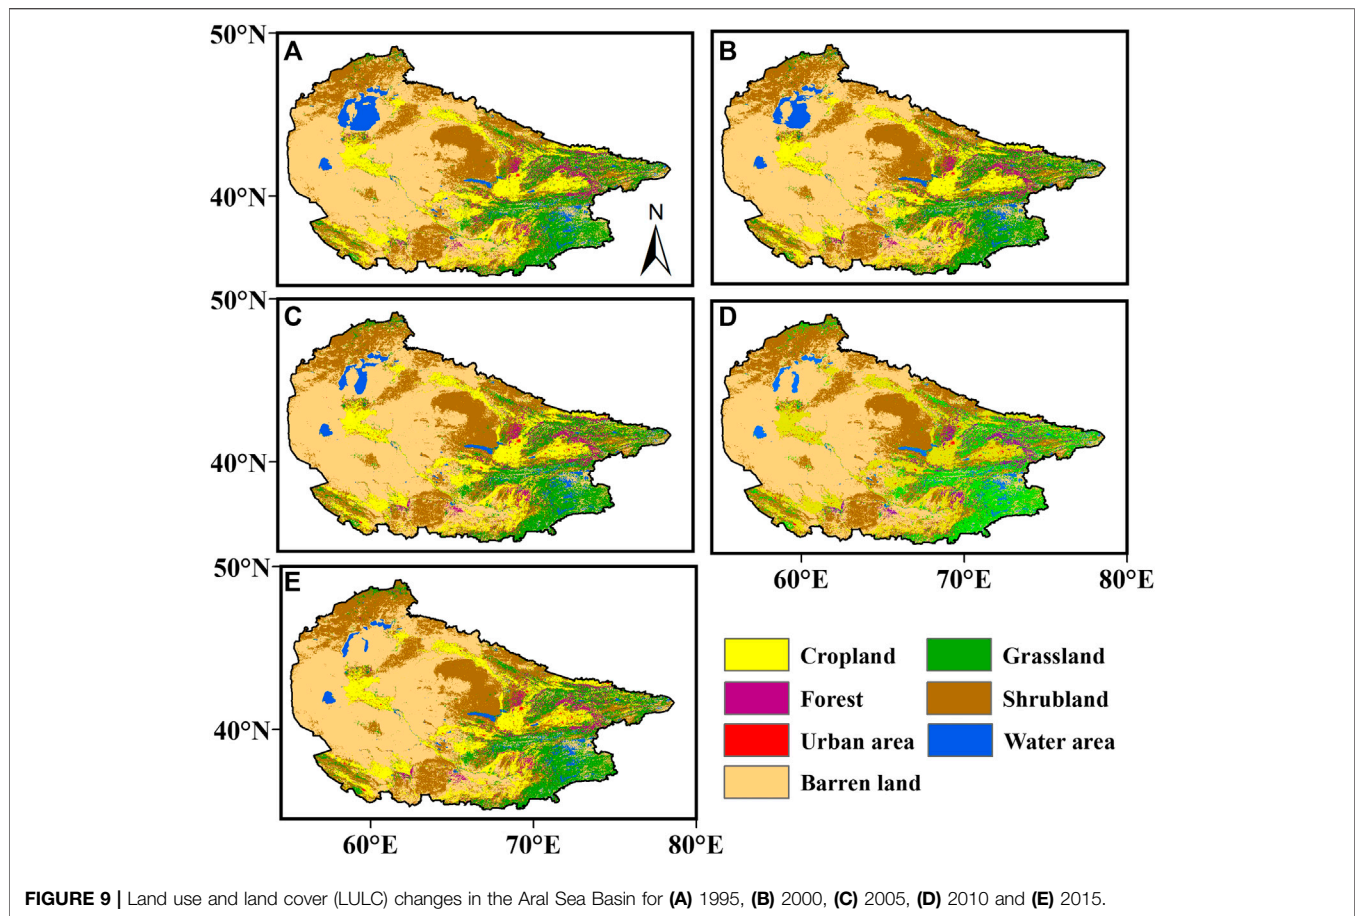 50°N
A
B
40°N
N
50°N
C
D
40°N
60°E
70°E
80°E
50°N
E
40°N
60°E
70°E
80°E
Cropland
Grassland
Forest
Shrubland
Urban area
Water area
Barren land
FIGURE 9 | Land use and land cover (LULC) changes in the Aral Sea Basin for (A) 1995, (B) 2000, (C) 2005, (D) 2010 and (E) 2015.